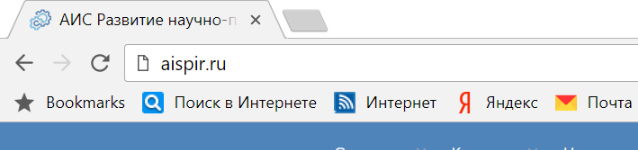 АИС Развитие научно-п
aispir.ru
Bookmarks Поиск в Интернете Интернет Яндекс Почта